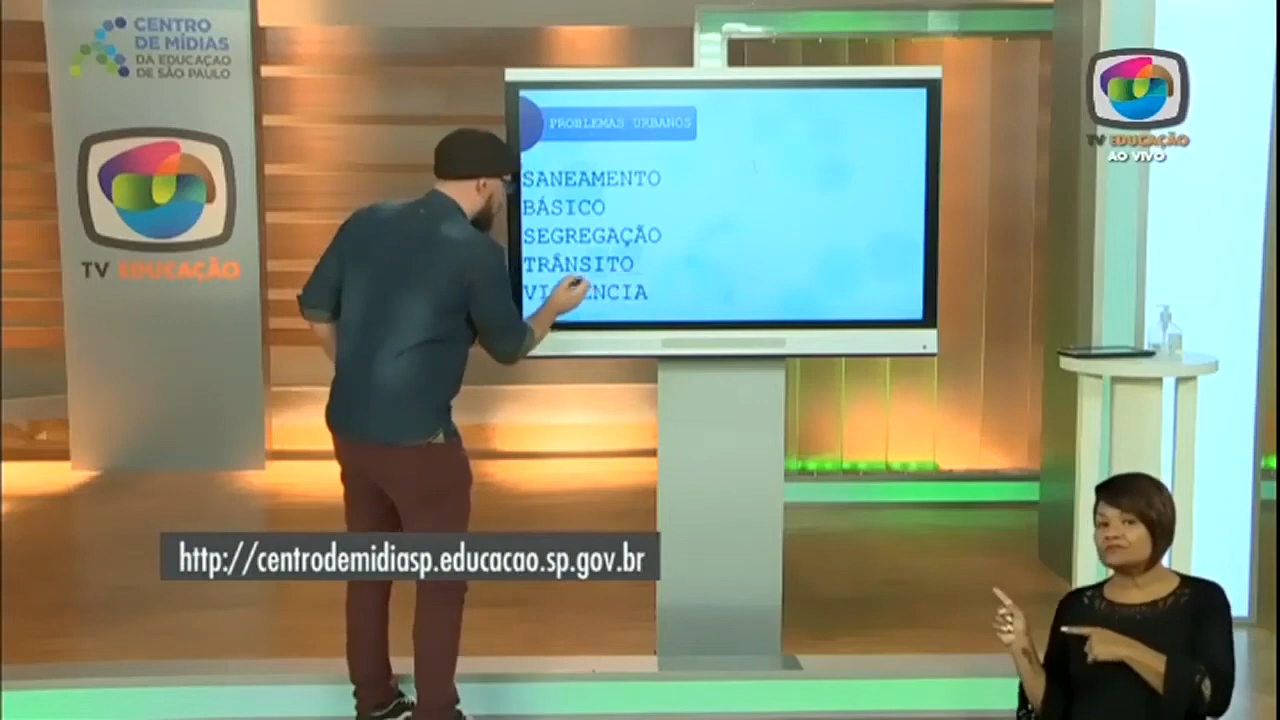 CENTRO
DE MÍDIAS
DA EDUCAÇÃO
DE SÃO PAULO
TV EDUCAÇÃO
PROBLEMAS URBANOS
SANEAMENTO
BÁSICO
SEGREGAÇÃO
TRÂNSITO
VIOLÊNCIA
TV EDUCAÇÃO
AO VIVO
http://centrodemidiasp.educacao.sp.gov.br